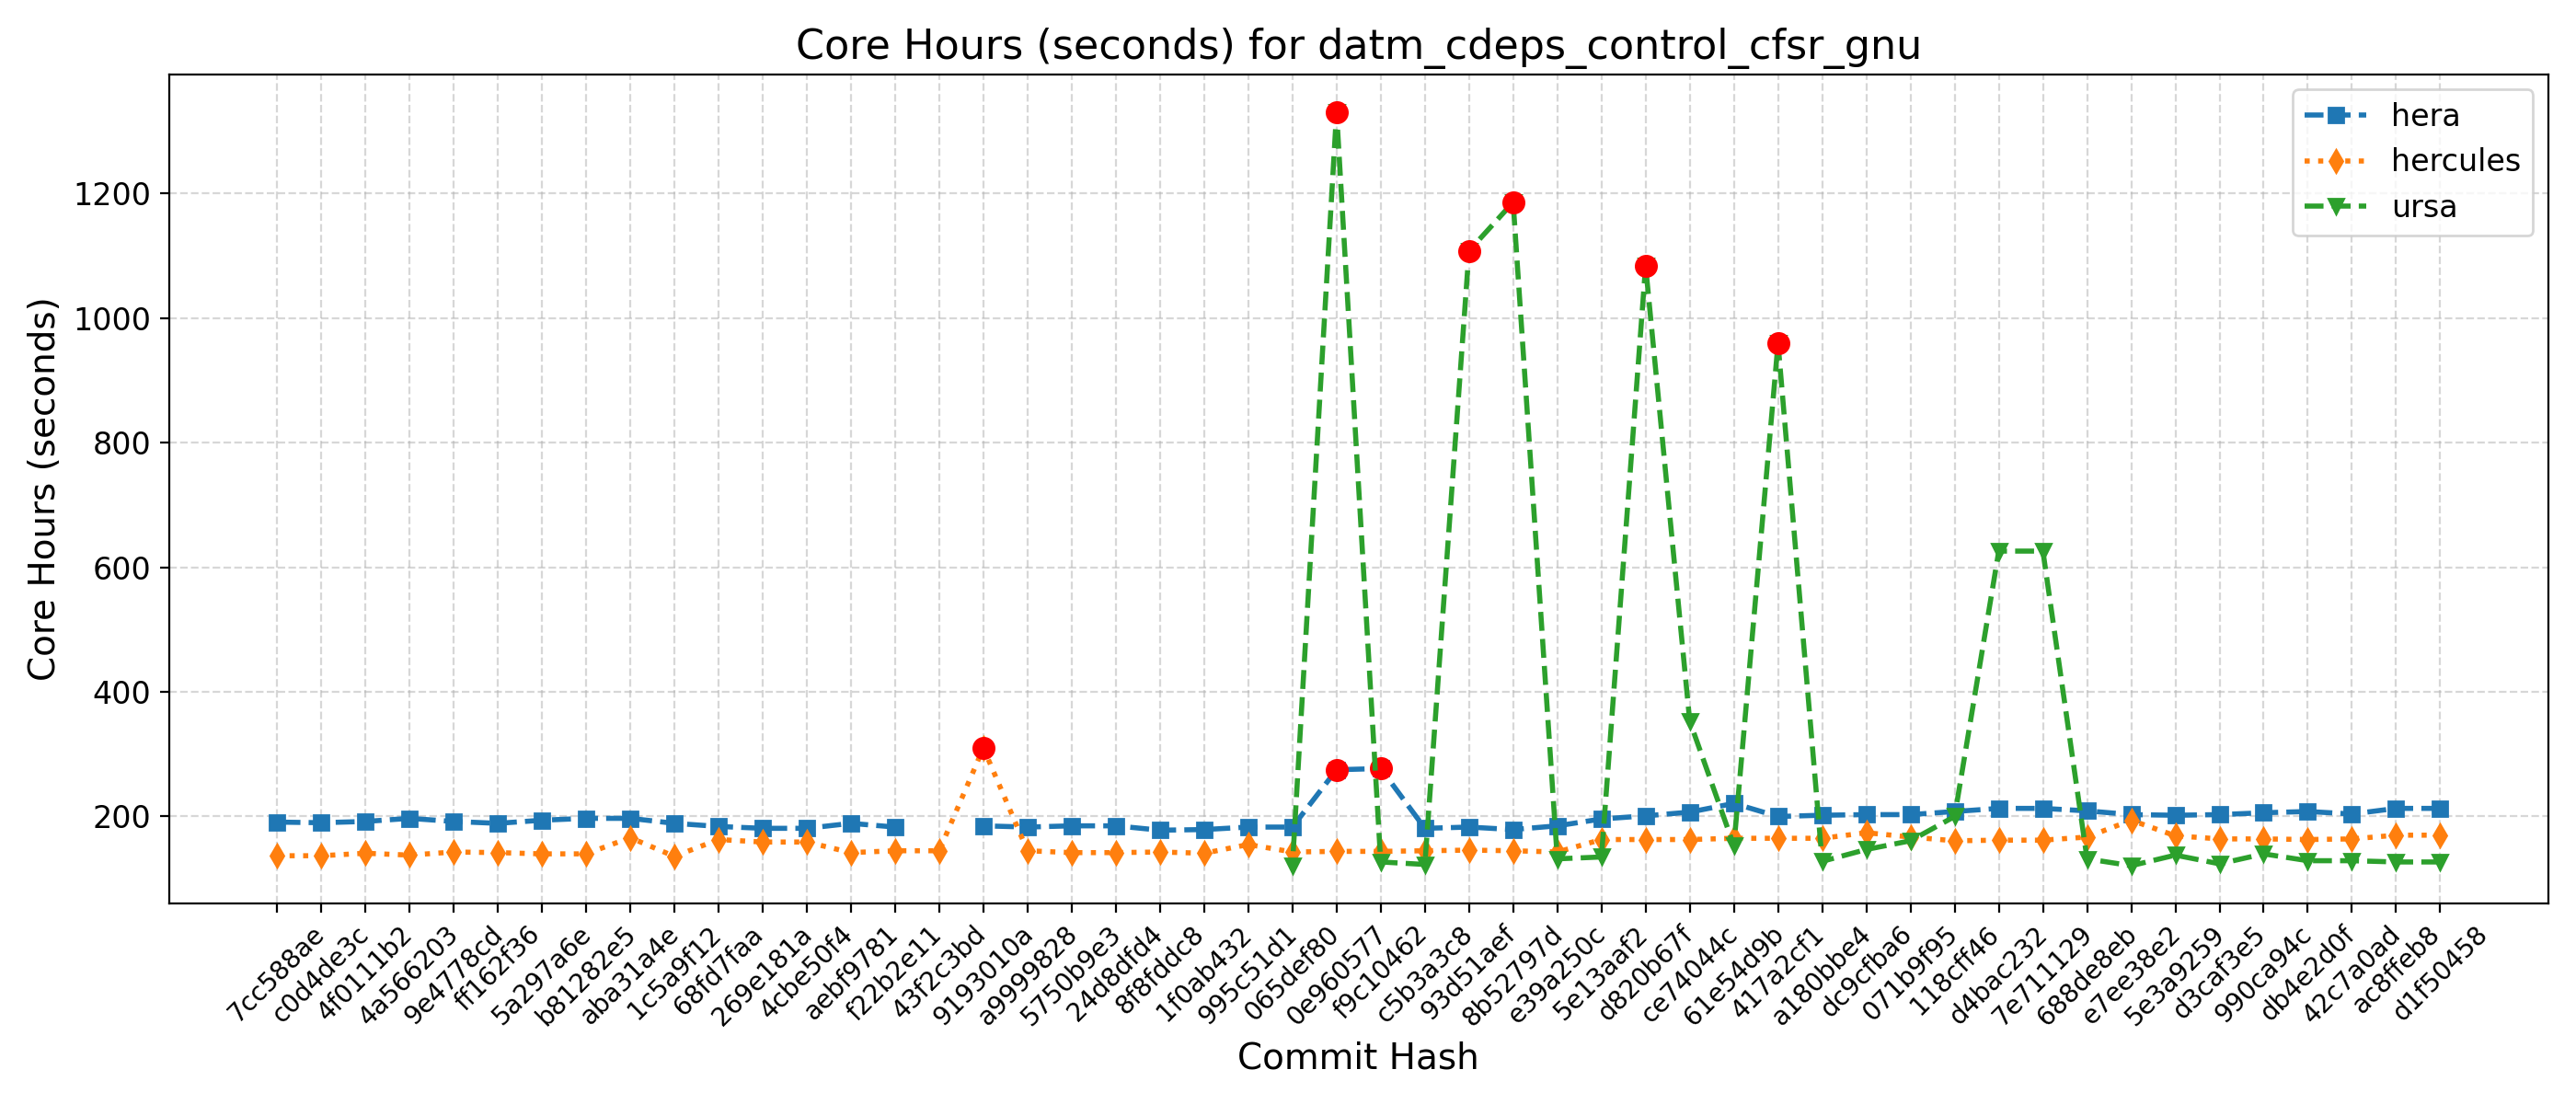 Core Hours (seconds) for datm_cdeps_control_cfsr_gnu
hera
hercules
ursa
Core Hours (seconds)
1200
1000
800
600
400
200
7cc588ae
c0d4de3c
4f0111b2
4a566203
9e4778cd
ff162f36
5a297a6e
b81282e5
aba31a4e
1c5a9f12
68fd7faa
269e181a
4cbe50f4
aebf9781
f22b2e11
43f2c3bd
9193010a
a9999828
5750b9e3
24d8dfd4
8f8fddc8
1f0ab432
995c51d1
065def80
0e960577
f9c10462
c5b3a3c8
93d51aef
8b52797d
e39a250c
5e13aaf2
d820b67f
ce74044c
61e54d9b
417a2cf1
a180bbe4
dc9cfba6
071b9f95
118cff46
d4bac232
7e711129
688de8eb
e7ee38e2
5e3a9259
d3caf3e5
990ca94c
db4e2d0f
42c7a0ad
ac8ffeb8
d1f50458
Commit Hash